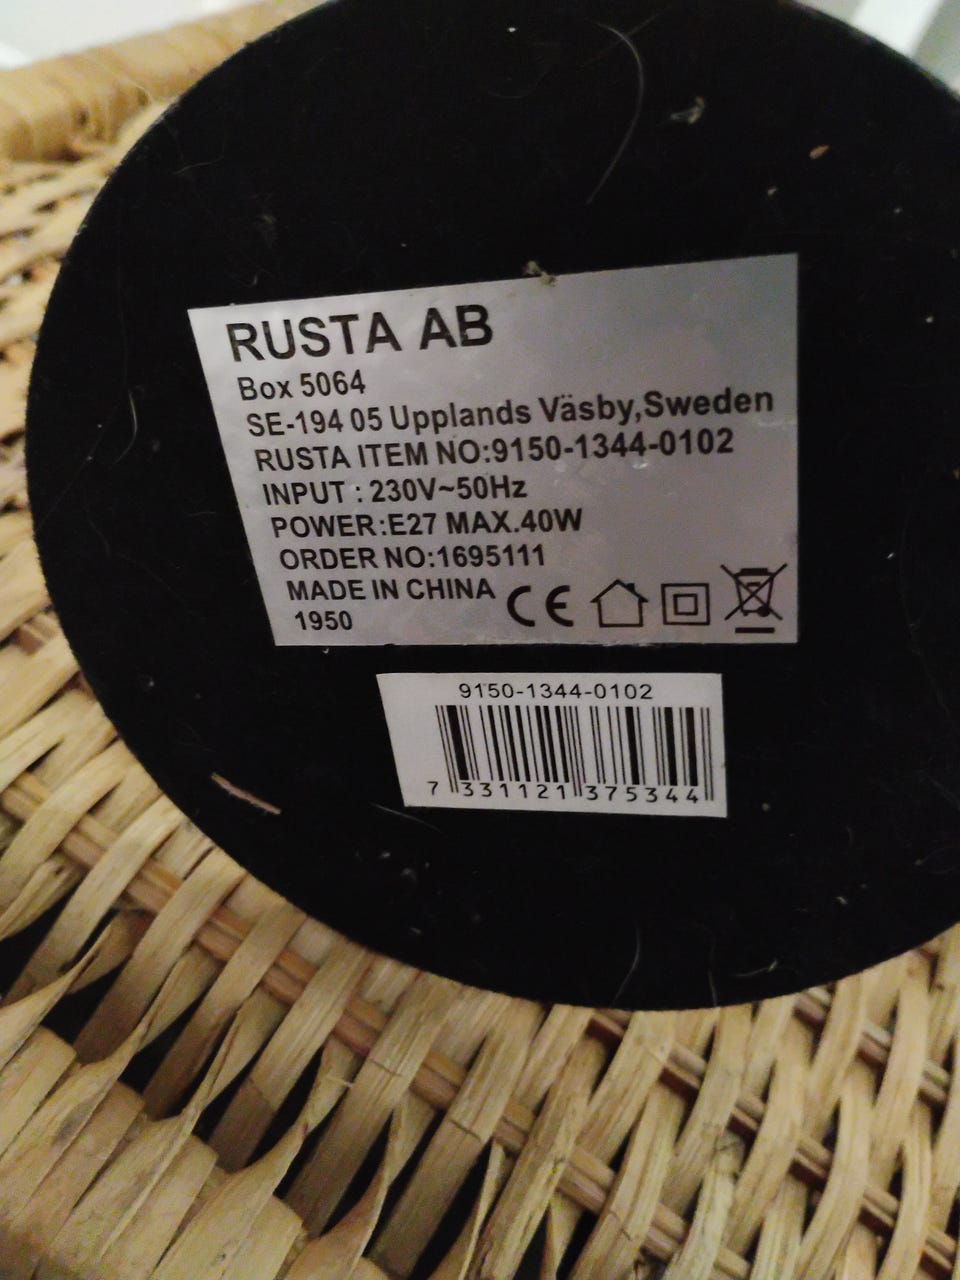 RUSTA AB
Box 5064
SE-194 05 Upplands Väsby,Sweden
RUSTA ITEM NO:9150-1344-0102
INPUT : 230V~50Hz
POWER:E27 MAX.40W
ORDER NO:1695111
MADE IN CHINA CE
1950
9150-1344-0102
7 331121 375344